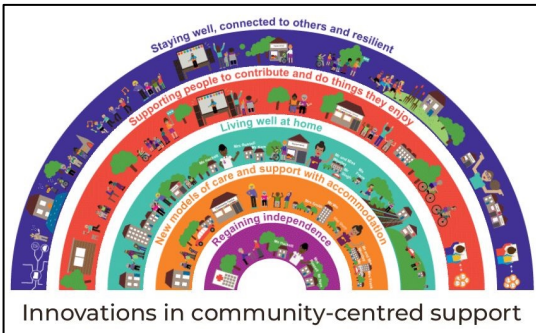 Staying well, connected to others and resilient
Supporting people to contribute and do things they enjoy
Living well at home
New models of care and support with accommodation
Regaining independence
Innovations in community-centred support